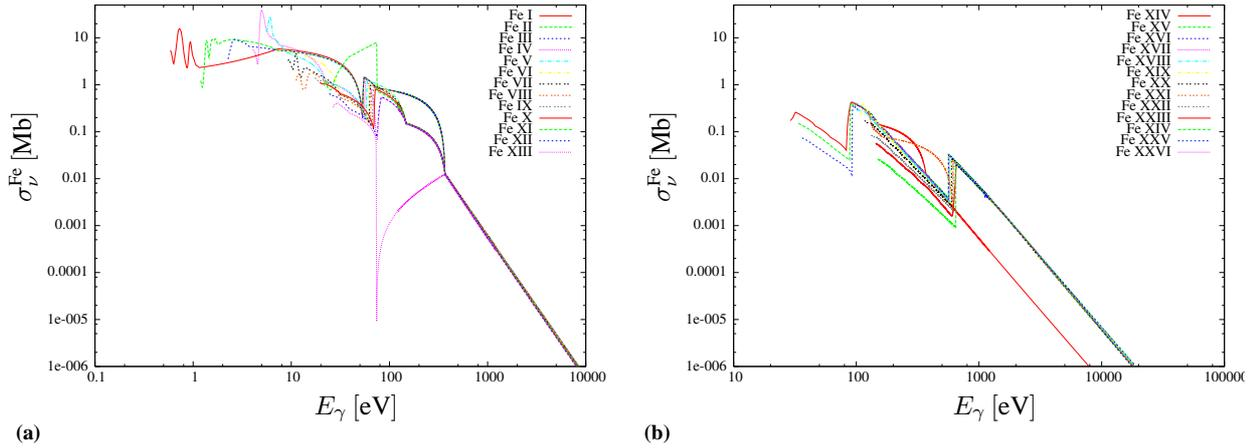 σ_ν^Fe [Mb]
10
1
0.1
0.01
0.001
0.0001
1e-005
1e-006
0.1
1
10
100
1000
10000
E_γ [eV]
Fe I
Fe II
Fe III
Fe IV
Fe V
Fe VI
Fe VII
Fe VIII
Fe IX
Fe X
Fe XI
Fe XII
Fe XIII
(a)
σ_ν^Fe [Mb]
10
1
0.1
0.01
0.001
0.0001
1e-005
1e-006
10
100
1000
10000
100000
E_γ [eV]
Fe XIV
Fe XV
Fe XVI
Fe XVII
Fe XVIII
Fe XIX
Fe XX
Fe XXI
Fe XXII
Fe XXIII
Fe XIV
Fe XXV
Fe XXVI
(b)